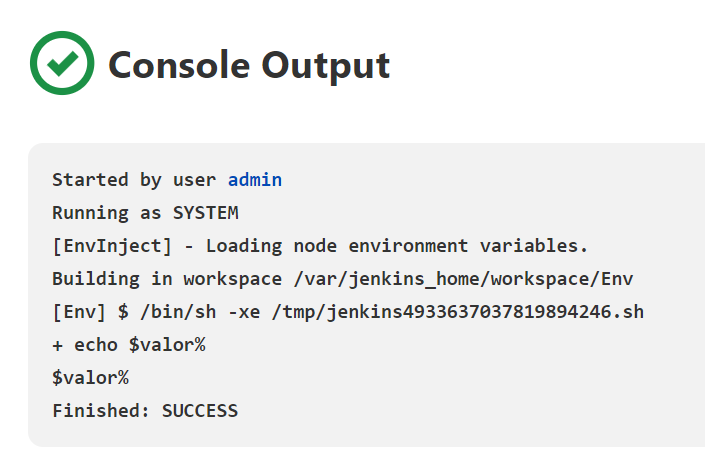 Console Output
Started by user admin
Running as SYSTEM
[EnvInject] - Loading node environment variables.
Building in workspace /var/jenkins_home/workspace/Env
[Env] $ /bin/sh -xe /tmp/jenkins4933637037819894246.sh
+ echo $valor%
$valor%
Finished: SUCCESS